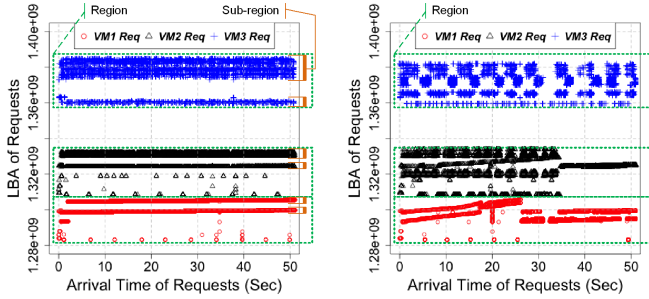 Region
Sub-region
VM1 Req VM2 Req VM3 Req
LBA of Requests
1.40e+09
1.36e+09
1.32e+09
1.28e+09
0 10 20 30 40 50
Arrival Time of Requests (Sec)
Region
VM1 Req VM2 Req VM3 Req
LBA of Requests
1.40e+09
1.36e+09
1.32e+09
1.28e+09
0 10 20 30 40 50
Arrival Time of Requests (Sec)